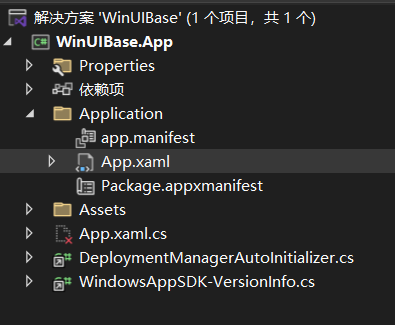 解决方案 'WinUIBase' (1 个项目，共 1 个)
WinUIBase.App
Properties
依赖项
Application
app.manifest
App.xaml
Package.appxmanifest
Assets
App.xaml.cs
DeploymentManagerAutoInitializer.cs
WindowsAppSDK-VersionInfo.cs